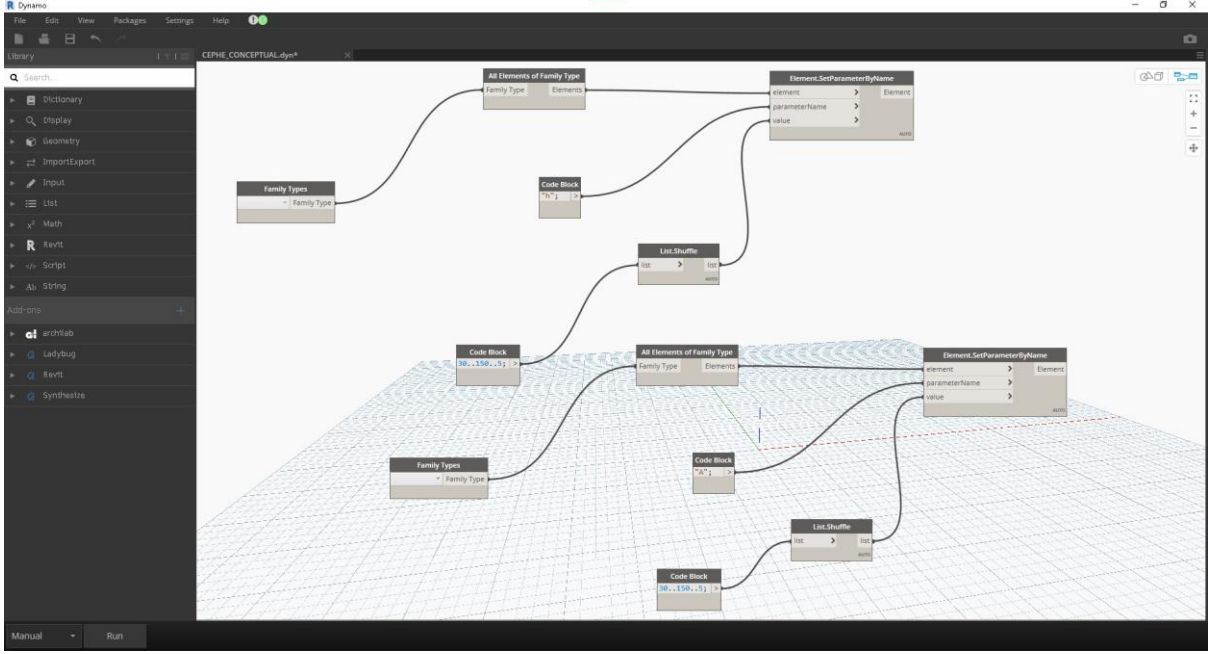 Dynamo
File Edit View Packages Settings Help
Library
CEPHE_CONCEPTUAL.dyn*
Search...
Dictionary
Display
Geometry
ImportExport
Input
List
Math
Revit
Script
String
Add-ons
archilab
Ladybug
Revit
Synthesize
All Elements of Family Type
Family Type Elements
Element.SetParameterByName
element > Element
parameterName >
value >
AUTO
Family Types
Family Type
Code Block
"h"; >
List.Shuffle
list > list
AUTO
Code Block
30..150..5; >
All Elements of Family Type
Family Type Elements
Element.SetParameterByName
element > Element
parameterName >
value >
AUTO
Family Types
Family Type
Code Block
"A"; >
List.Shuffle
list > list
AUTO
Code Block
30..150..5; >
Manual Run